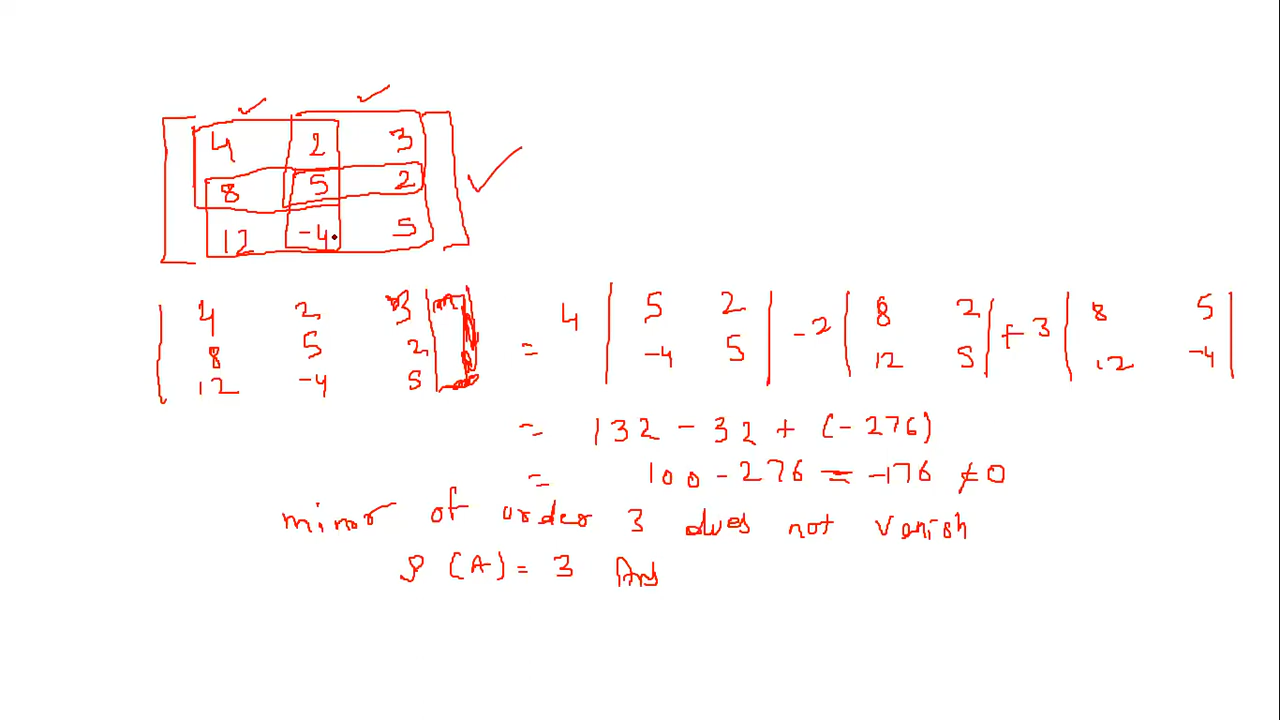 4 2 3
8 5 2
12 -4 5
| 4 2 3 | = 4 | 5 2 | -2 | 8 2 | + 3 | 8 5 |
| 8 5 2 | | -4 5 | | 12 5 | | 12 -4 |
| 12 -4 5 |
= 132 - 32 + (-276)
= 100 - 276 = -176 ≠ 0
minor of order 3 does not vanish
ρ (A) = 3 Ans